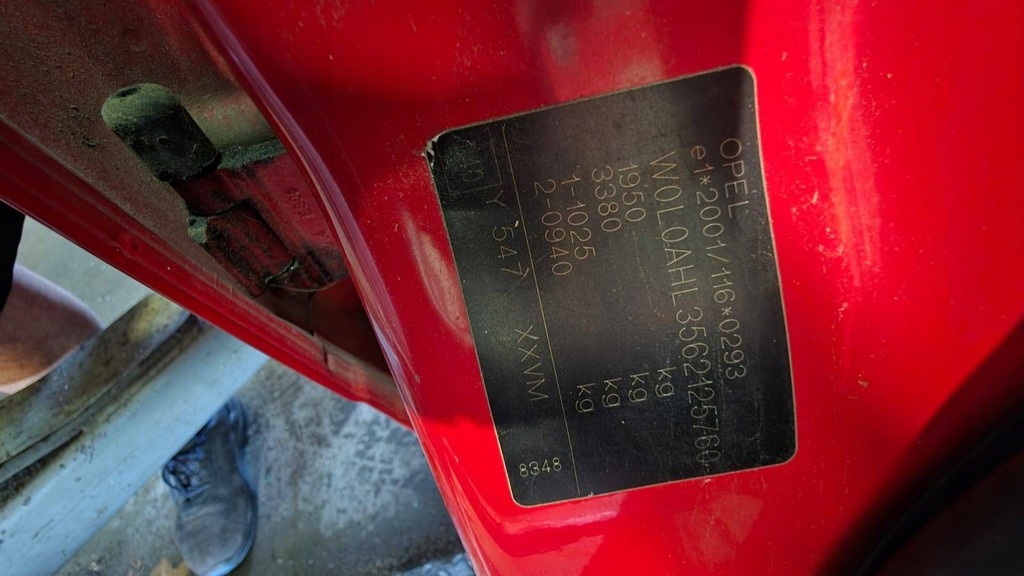 OPEL
e1*2001/116*0293
W0L0AHL3562125760
1950 kg
3380 kg
1-1025 kg
2-0940 kg
Y 547 XXVM
8348